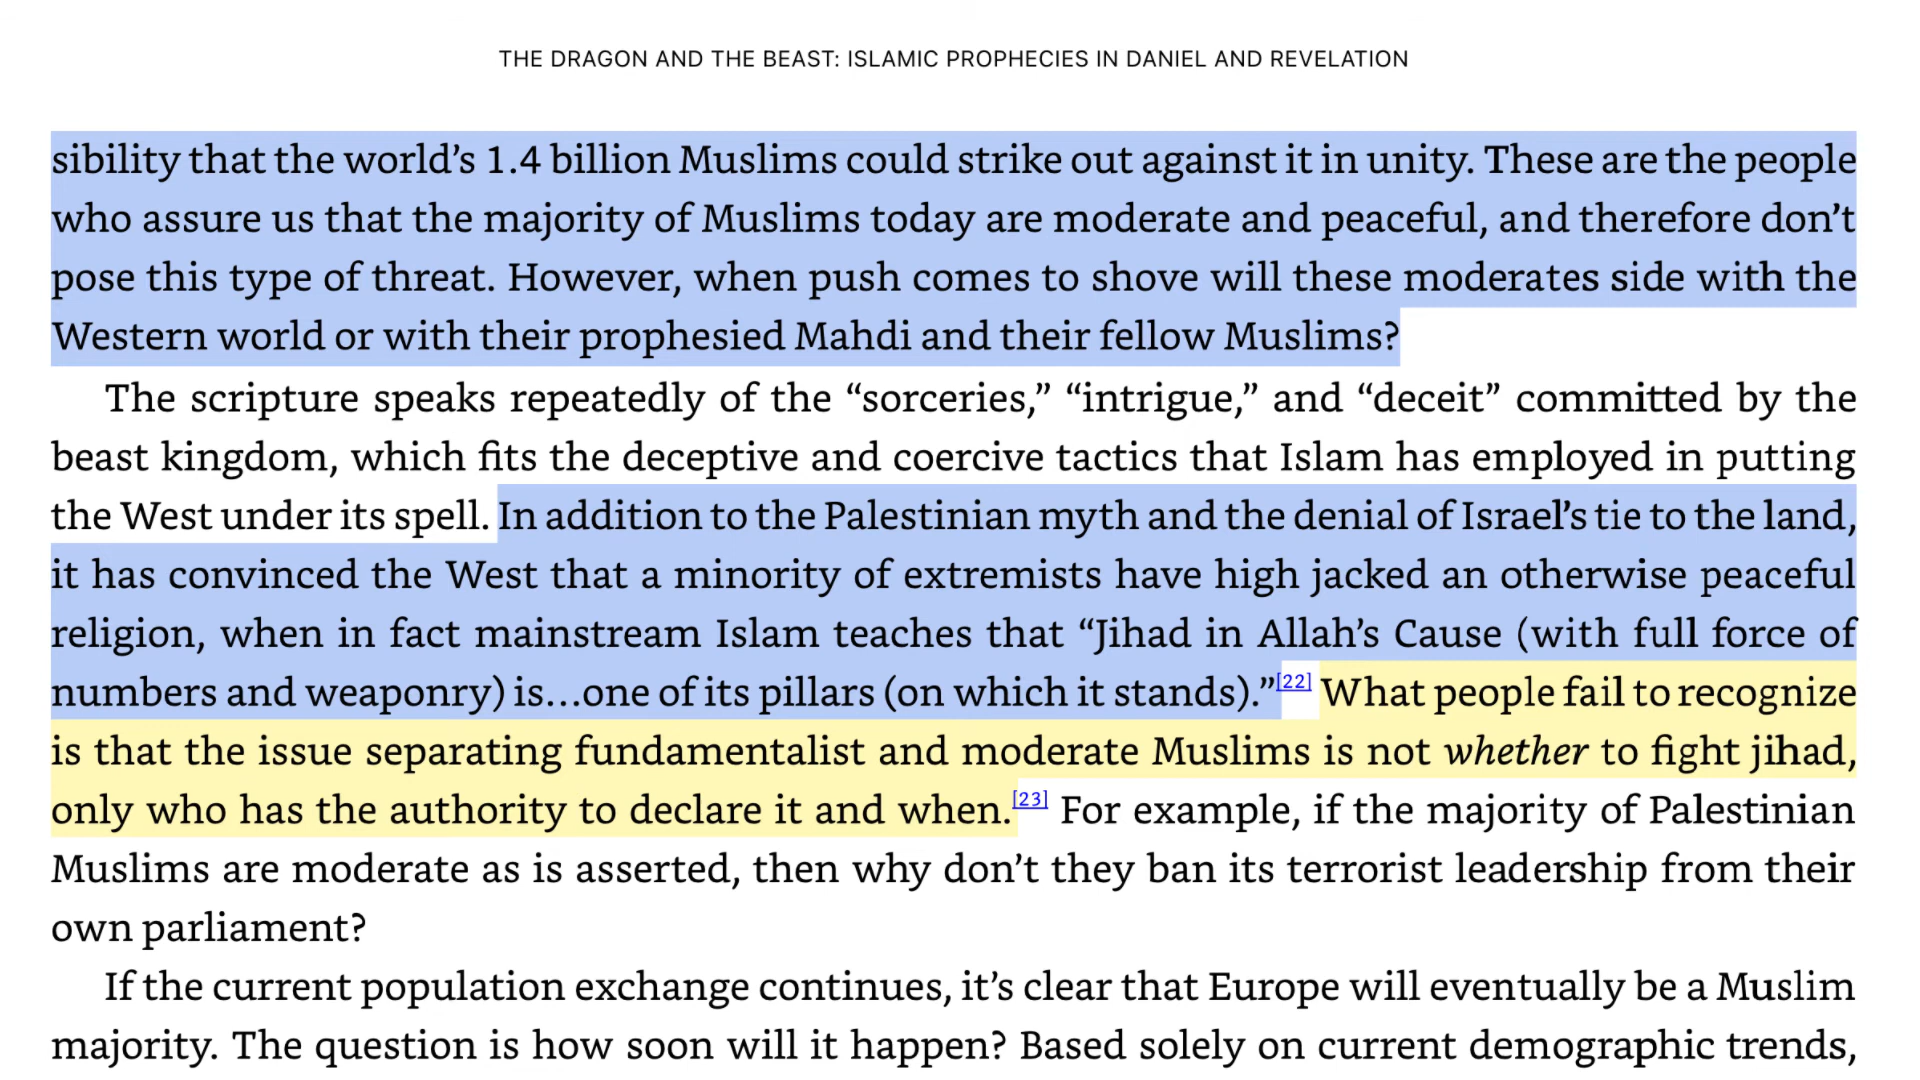 THE DRAGON AND THE BEAST: ISLAMIC PROPHECIES IN DANIEL AND REVELATION
sibility that the world’s 1.4 billion Muslims could strike out against it in unity. These are the people
who assure us that the majority of Muslims today are moderate and peaceful, and therefore don’t
pose this type of threat. However, when push comes to shove will these moderates side with the
Western world or with their prophesied Mahdi and their fellow Muslims?
The scripture speaks repeatedly of the “sorceries,” “intrigue,” and “deceit” committed by the
beast kingdom, which fits the deceptive and coercive tactics that Islam has employed in putting
the West under its spell. In addition to the Palestinian myth and the denial of Israel’s tie to the land,
it has convinced the West that a minority of extremists have high jacked an otherwise peaceful
religion, when in fact mainstream Islam teaches that “Jihad in Allah’s Cause (with full force of
numbers and weaponry) is…one of its pillars (on which it stands).”[22] What people fail to recognize
is that the issue separating fundamentalist and moderate Muslims is not whether to fight jihad,
only who has the authority to declare it and when.[23] For example, if the majority of Palestinian
Muslims are moderate as is asserted, then why don’t they ban its terrorist leadership from their
own parliament?
If the current population exchange continues, it’s clear that Europe will eventually be a Muslim
majority. The question is how soon will it happen? Based solely on current demographic trends,